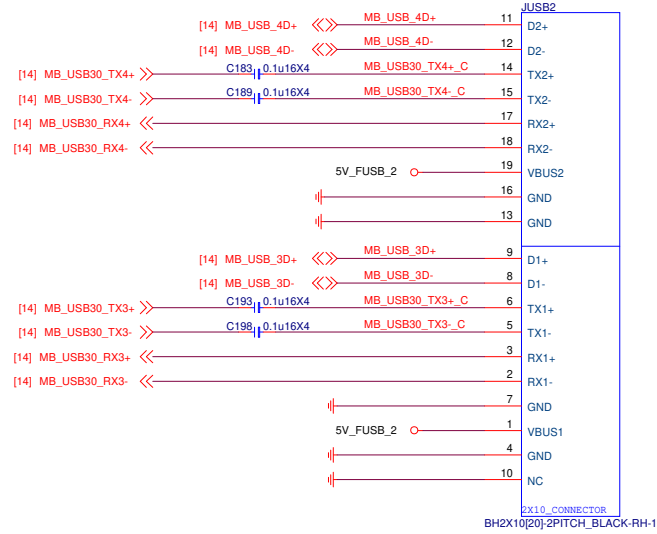 JUSB2
[14] MB_USB_4D+ MB_USB_4D+ 11 D2+
[14] MB_USB_4D- MB_USB_4D- 12 D2-
[14] MB_USB30_TX4+ C183 0.1u16X4 MB_USB30_TX4+_C 14 TX2+
[14] MB_USB30_TX4- C189 0.1u16X4 MB_USB30_TX4-_C 15 TX2-
[14] MB_USB30_RX4+ 17 RX2+
[14] MB_USB30_RX4- 18 RX2-
5V_FUSB_2 19 VBUS2
16 GND
13 GND
[14] MB_USB_3D+ MB_USB_3D+ 9 D1+
[14] MB_USB_3D- MB_USB_3D- 8 D1-
[14] MB_USB30_TX3+ C193 0.1u16X4 MB_USB30_TX3+_C 6 TX1+
[14] MB_USB30_TX3- C198 0.1u16X4 MB_USB30_TX3-_C 5 TX1-
[14] MB_USB30_RX3+ 3 RX1+
[14] MB_USB30_RX3- 2 RX1-
7 GND
5V_FUSB_2 1 VBUS1
4 GND
10 NC
2X10_CONNECTOR
BH2X10[20]-2PITCH_BLACK-RH-1